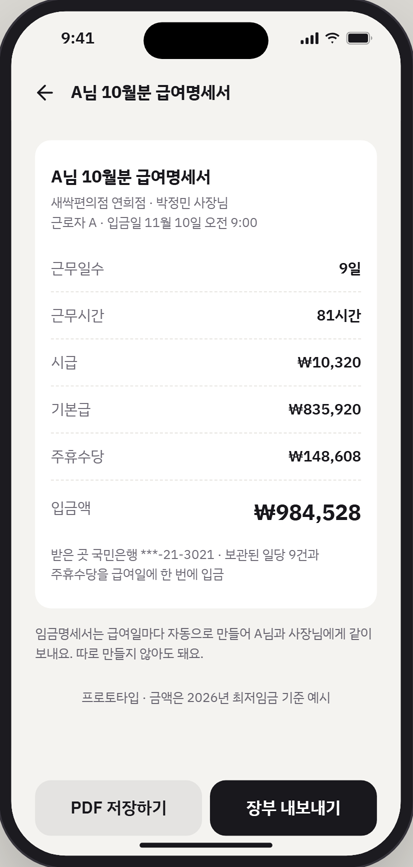 9:41
A님 10월분 급여명세서
A님 10월분 급여명세서
새싹편의점 연희점 · 박정민 사장님
근로자 A · 입금일 11월 10일 오전 9:00
근무일수 9일
근무시간 81시간
시급 ₩10,320
기본급 ₩835,920
주휴수당 ₩148,608
입금액 ₩984,528
받은 곳 국민은행 ***-21-3021 · 보관된 일당 9건과
주휴수당을 급여일에 한 번에 입금
임금명세서는 급여일마다 자동으로 만들어 A님과 사장님에게 같이
보내요. 따로 만들지 않아도 돼요.
프로토타입 · 금액은 2026년 최저임금 기준 예시
PDF 저장하기 장부 내보내기